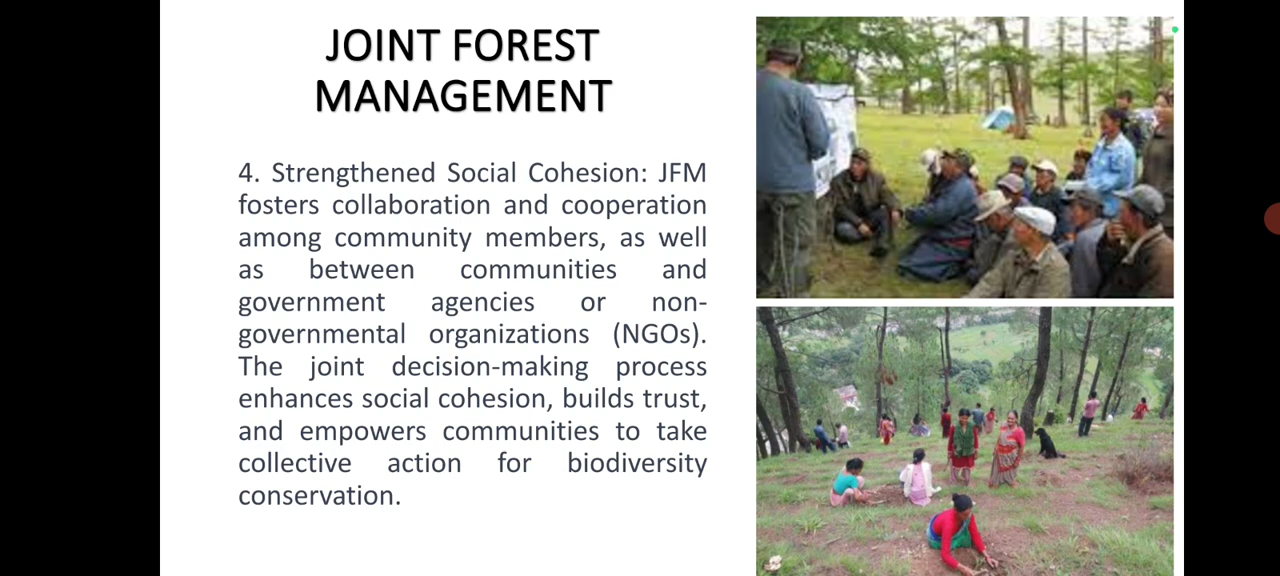 JOINT FOREST
MANAGEMENT
4. Strengthened Social Cohesion: JFM
fosters collaboration and cooperation
among community members, as well
as between communities and
government agencies or non-
governmental organizations (NGOs).
The joint decision-making process
enhances social cohesion, builds trust,
and empowers communities to take
collective action for biodiversity
conservation.